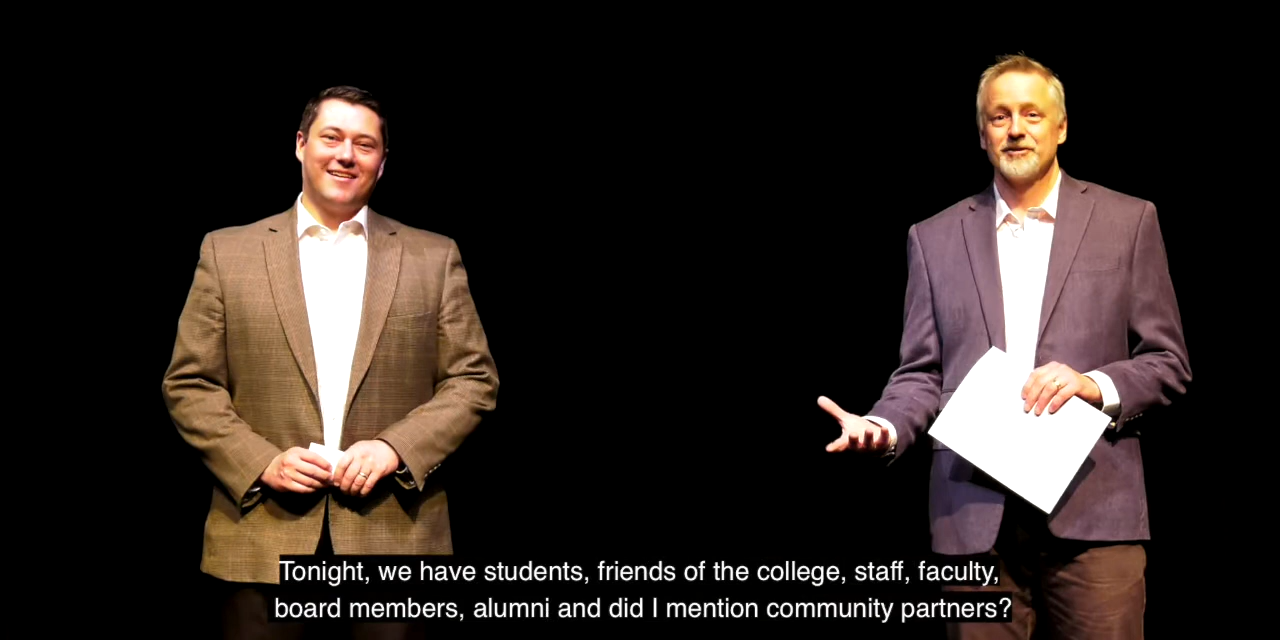 Tonight, we have students, friends of the college, staff, faculty,
board members, alumni and did I mention community partners?